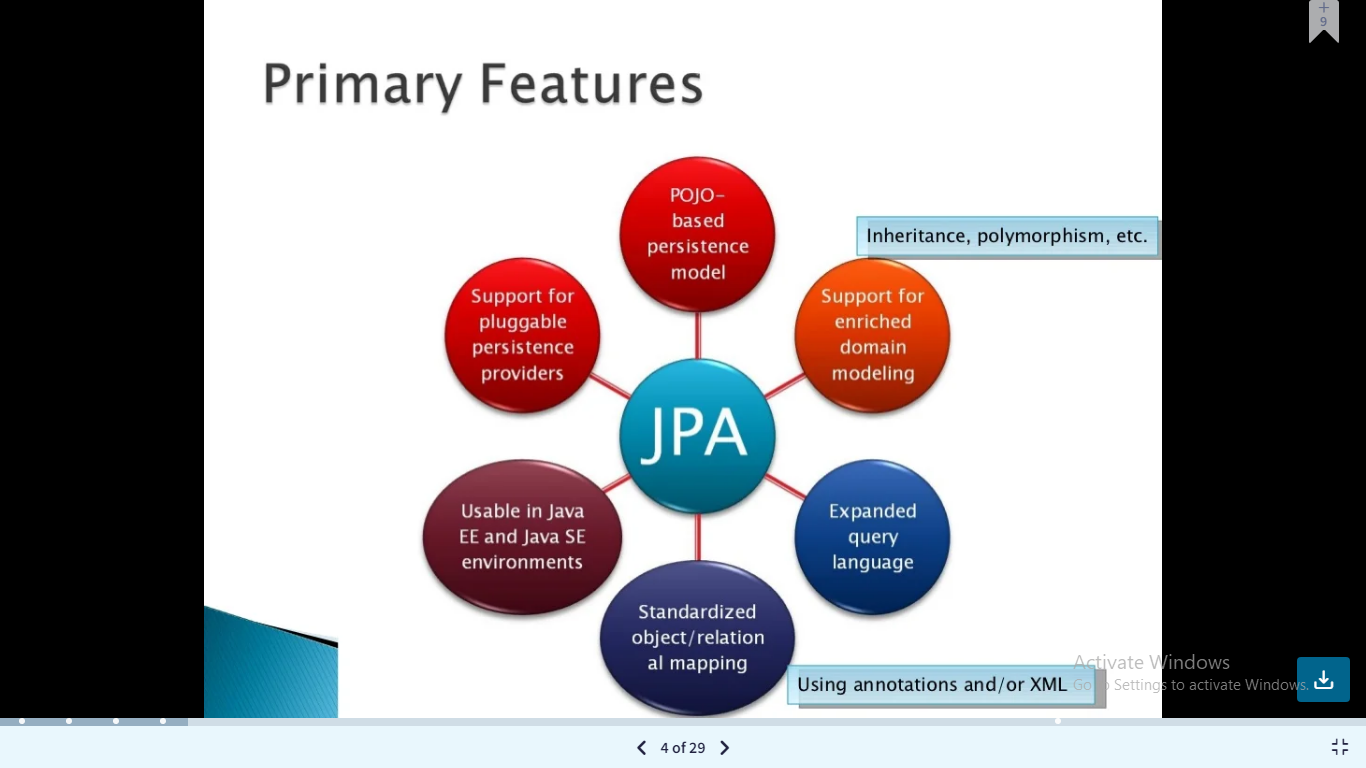 +
9
Primary Features
POJO-
based
persistence
model
Inheritance, polymorphism, etc.
Support for
pluggable
persistence
providers
Support for
enriched
domain
modeling
JPA
Usable in Java
EE and Java SE
environments
Expanded
query
language
Standardized
object/relation
al mapping
Using annotations and/or XML
Activate Windows
Go to Settings to activate Windows.
4 of 29